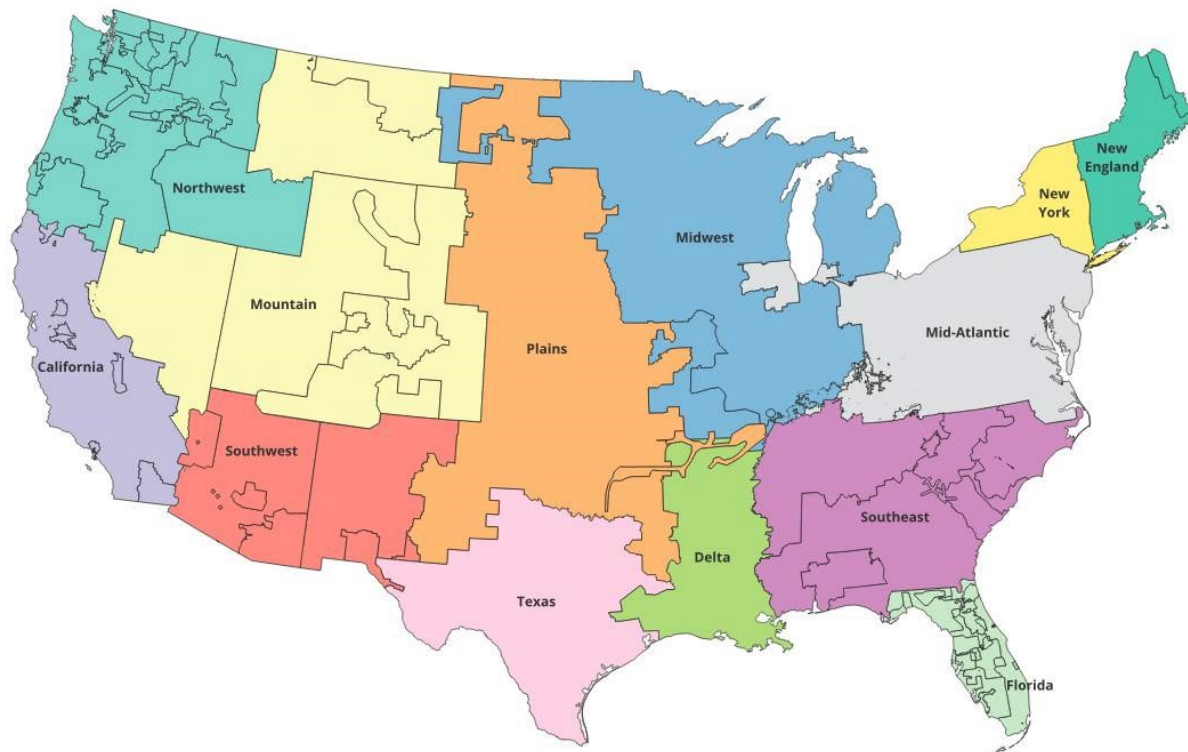 New
England
Northwest
New
York
Midwest
Mountain
Mid-Atlantic
Plains
California
Southwest
Southeast
Delta
Texas
Florida